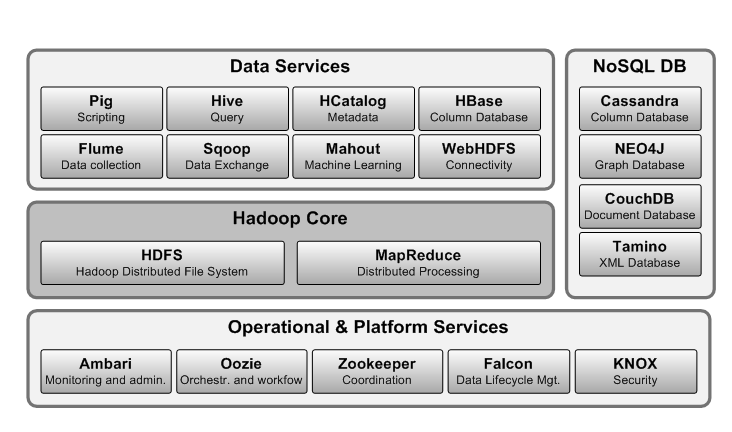 Data Services
Pig
Scripting
Hive
Query
HCatalog
Metadata
HBase
Column Database
Flume
Data collection
Sqoop
Data Exchange
Mahout
Machine Learning
WebHDFS
Connectivity
NoSQL DB
Cassandra
Column Database
NEO4J
Graph Database
CouchDB
Document Database
Tamino
XML Database
Hadoop Core
HDFS
Hadoop Distributed File System
MapReduce
Distributed Processing
Operational & Platform Services
Ambari
Monitoring and admin.
Oozie
Orchestr. and workfow
Zookeeper
Coordination
Falcon
Data Lifecycle Mgt.
KNOX
Security